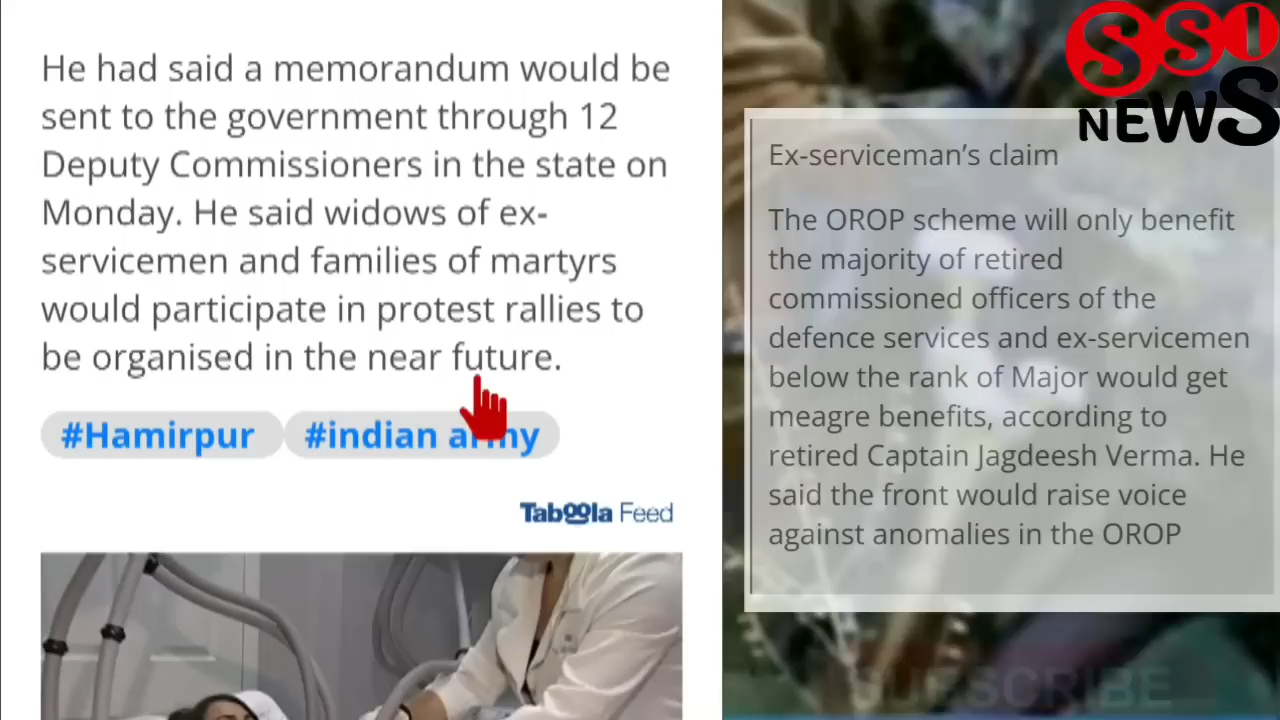 He had said a memorandum would be
sent to the government through 12
Deputy Commissioners in the state on
Monday. He said widows of ex-
servicemen and families of martyrs
would participate in protest rallies to
be organised in the near future.
#Hamirpur #indian army
Taboola Feed
SSI
NEWS
Ex-serviceman's claim
The OROP scheme will only benefit
the majority of retired
commissioned officers of the
defence services and ex-servicemen
below the rank of Major would get
meagre benefits, according to
retired Captain Jagdeesh Verma. He
said the front would raise voice
against anomalies in the OROP
SUBSCRIBE